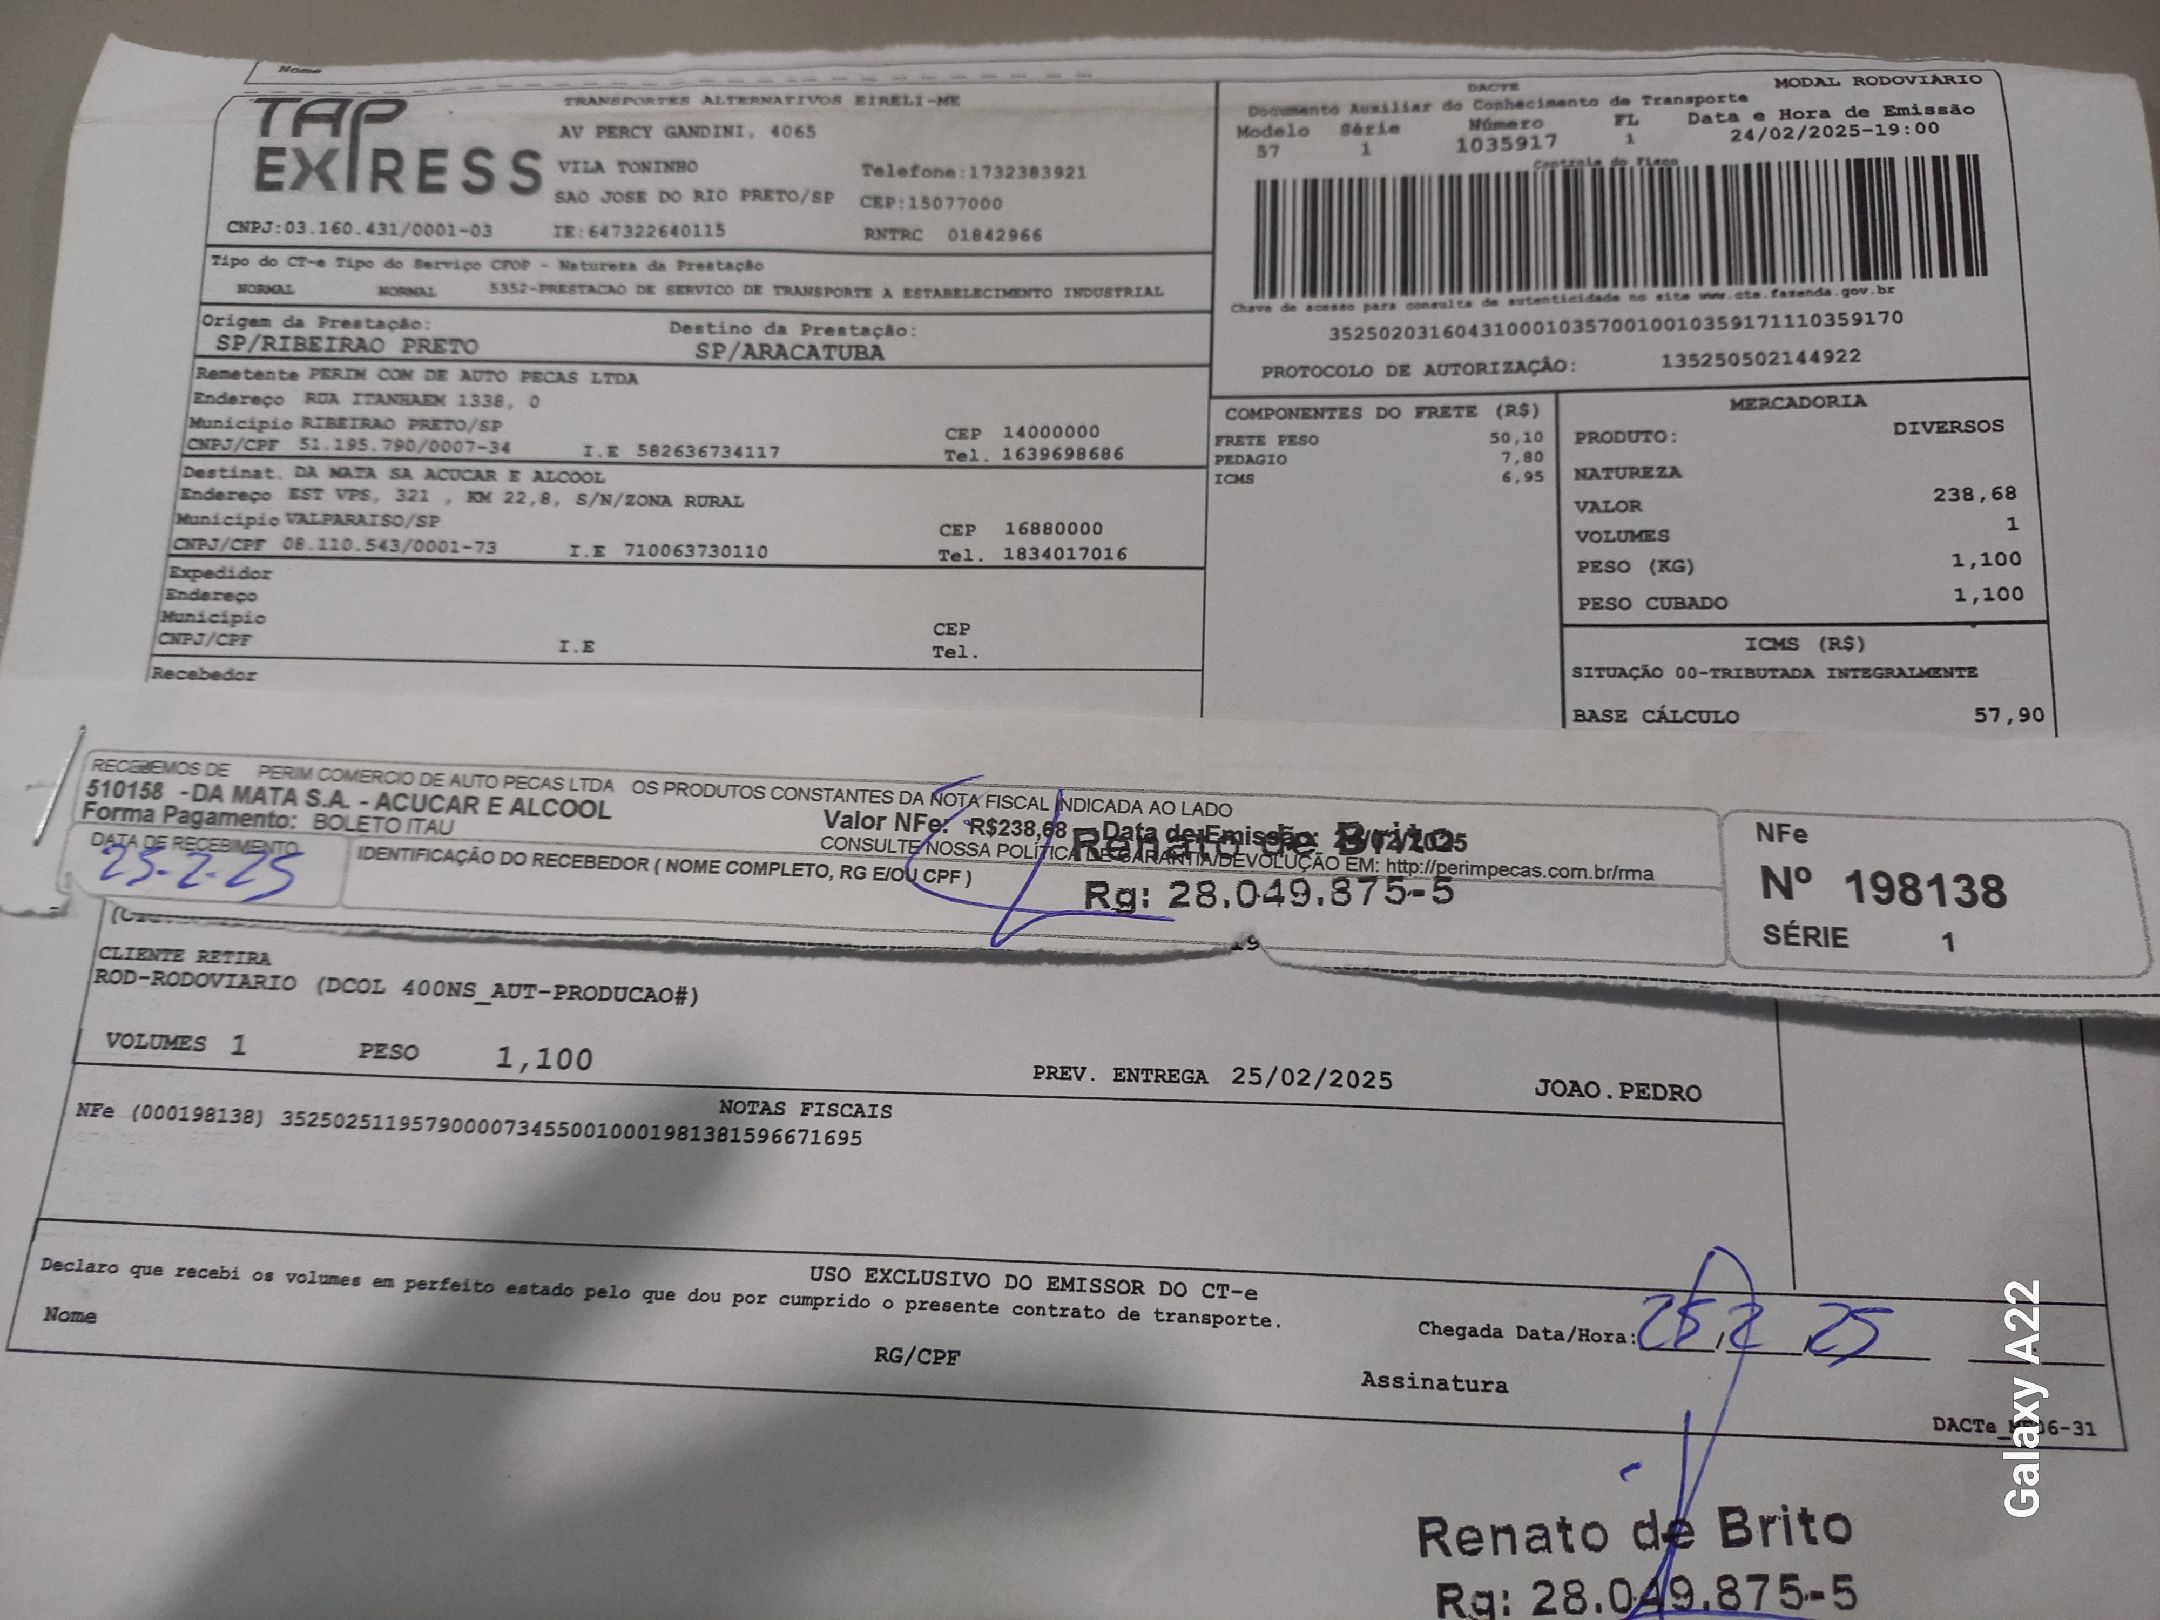 Nome
TAP
EXPRESS
TRANSPORTES ALTERNATIVOS EIRELI-ME
AV PERCY GANDINI, 4065
VILA TONINHO
Telefone:1732383921
SAO JOSE DO RIO PRETO/SP
CEP:15077000
CNPJ:03.160.431/0001-03
IE:647322640115
RNTRC 01842966
DACTE
MODAL RODOVIÁRIO
Documento Auxiliar do Conhecimento de Transporte
Modelo Série Número FL Data e Hora de Emissão
57 1 1035917 1 24/02/2025-19:00
Controle do Fisco
Chave de acesso para consulta de autenticidade no site www.cte.fazenda.gov.br
35250203160431000103570010010359171110359170
PROTOCOLO DE AUTORIZAÇÂO: 135250502144922
Tipo do CT-e Tipo do Serviço CFOP - Natureza da Prestação
NORMAL NORMAL 5352-PRESTACAO DE SERVICO DE TRANSPORTE A ESTABELECIMENTO INDUSTRIAL
Origem da Prestação: Destino da Prestação:
SP/RIBEIRAO PRETO SP/ARACATUBA
Remetente PERIM COM DE AUTO PECAS LTDA
Endereço RUA ITANHAEM 1338, 0
Município RIBEIRAO PRETO/SP CEP 14000000
CNPJ/CPF 51.195.790/0007-34 I.E 582636734117 Tel. 1639698686
Destinat. DA MATA SA ACUCAR E ALCOOL
Endereço EST VPS, 321 , KM 22,8, S/N/ZONA RURAL
Município VALPARAISO/SP CEP 16880000
CNPJ/CPF 08.110.543/0001-73 I.E 710063730110 Tel. 1834017016
Expedidor
Endereço
Município CEP
CNPJ/CPF I.E Tel.
Recebedor
COMPONENTES DO FRETE (R$)
FRETE PESO 50,10
PEDAGIO 7,80
ICMS 6,95
MERCADORIA
PRODUTO: DIVERSOS
NATUREZA
VALOR 238,68
VOLUMES 1
PESO (KG) 1,100
PESO CUBADO 1,100
ICMS (R$)
SITUAÇÃO 00-TRIBUTADA INTEGRALMENTE
BASE CÁLCULO 57,90
RECEBEMOS DE PERIM COMERCIO DE AUTO PECAS LTDA OS PRODUTOS CONSTANTES DA NOTA FISCAL INDICADA AO LADO
510158 - DA MATA S.A. - ACUCAR E ALCOOL
Forma Pagamento: BOLETO ITAU Valor NFe: R$238,68 Data de Emissão:
CONSULTE NOSSA POLÍTICA DE GARANTIA/DEVOLUÇÃO EM: http://perimpecas.com.br/rma
DATA DE RECEBIMENTO
25-2-25
IDENTIFICAÇÃO DO RECEBEDOR ( NOME COMPLETO, RG E/OU CPF )
Renato de Brito
Rg: 28.049.875-5
NFe
Nº 198138
SÉRIE 1
19
CLIENTE RETIRA
ROD-RODOVIARIO (DCOL 400NS_AUT-PRODUCAO#)
VOLUMES 1 PESO 1,100
PREV. ENTREGA 25/02/2025 JOAO.PEDRO
NOTAS FISCAIS
NFe (000198138) 35250251195790000734550010001981381596671695
USO EXCLUSIVO DO EMISSOR DO CT-e
Declaro que recebi os volumes em perfeito estado pelo que dou por cumprido o presente contrato de transporte.
Nome
RG/CPF
Chegada Data/Hora: 25/2/25
Assinatura
Renato de Brito
Rg: 28.049.875-5
Galaxy A22